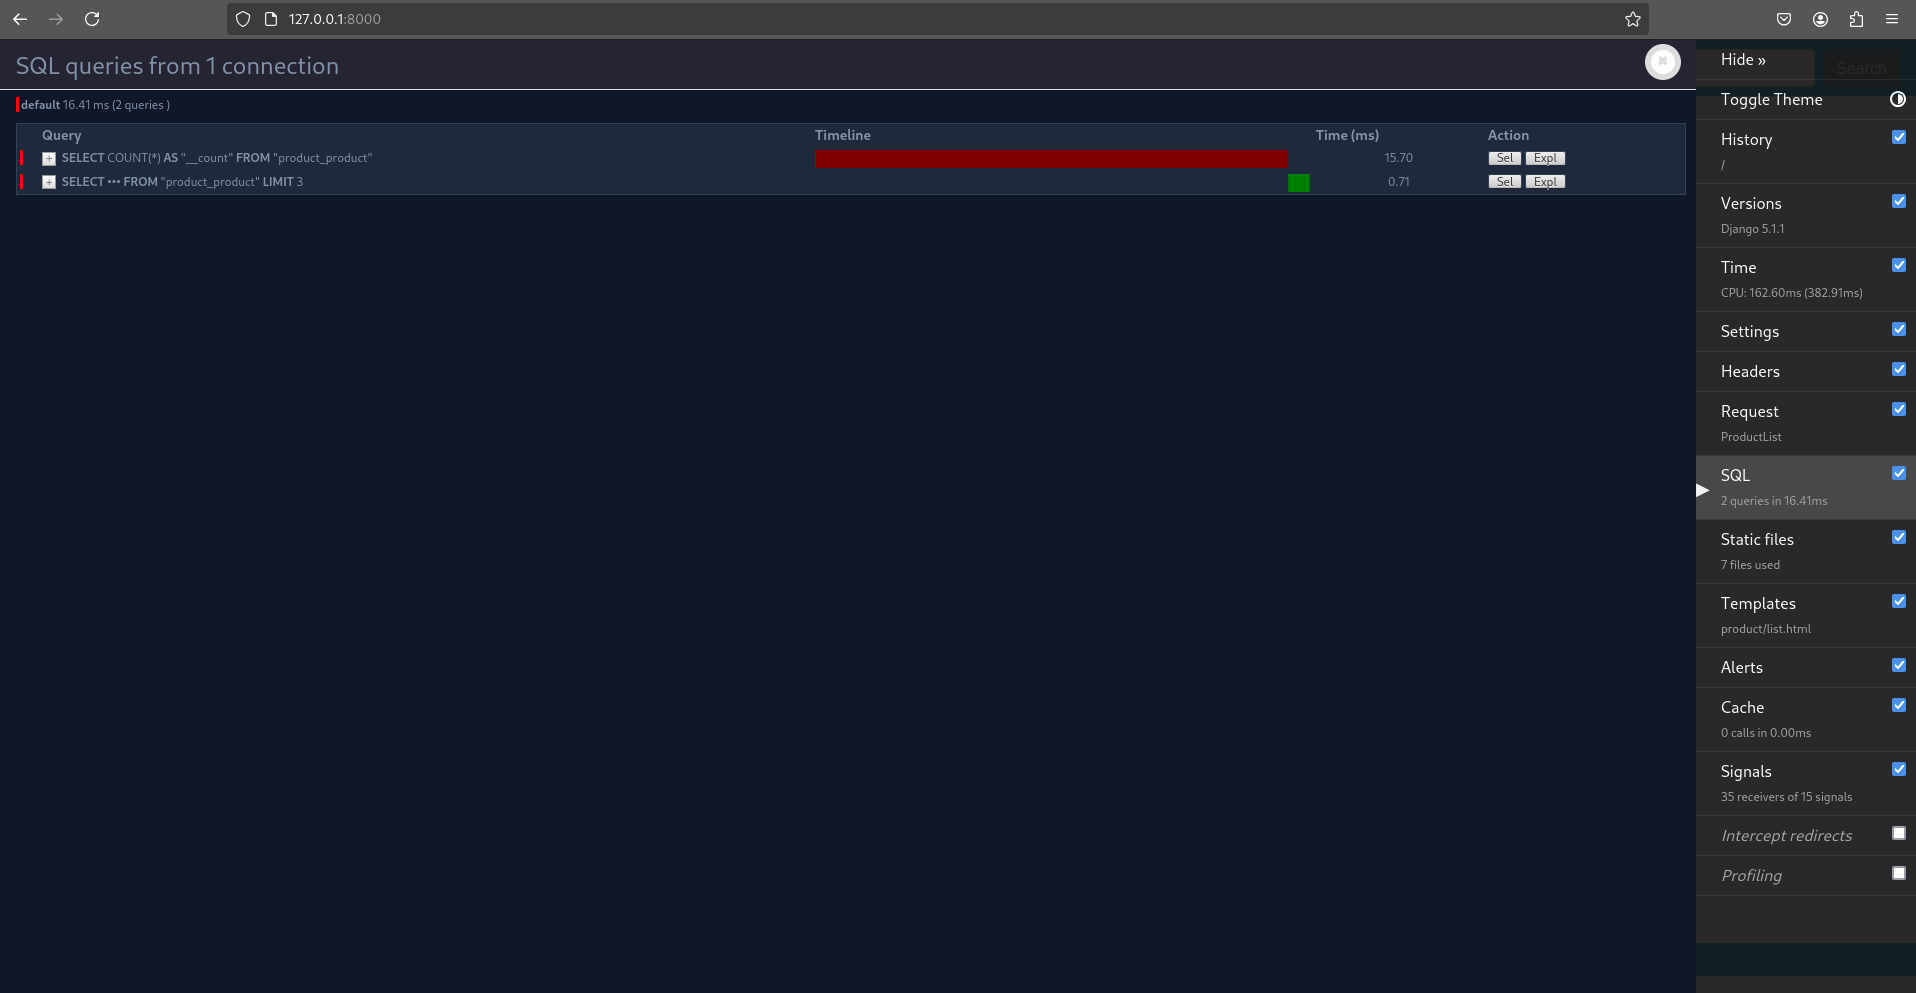 127.0.0.1:8000
SQL queries from 1 connection
default 16.41 ms (2 queries )
Query Timeline Time (ms) Action
+ SELECT COUNT(*) AS "__count" FROM "product_product" 15.70 Sel Expl
+ SELECT ••• FROM "product_product" LIMIT 3 0.71 Sel Expl
Hide »
Search
Toggle Theme
History
/
Versions
Django 5.1.1
Time
CPU: 162.60ms (382.91ms)
Settings
Headers
Request
ProductList
SQL
2 queries in 16.41ms
Static files
7 files used
Templates
product/list.html
Alerts
Cache
0 calls in 0.00ms
Signals
35 receivers of 15 signals
Intercept redirects
Profiling